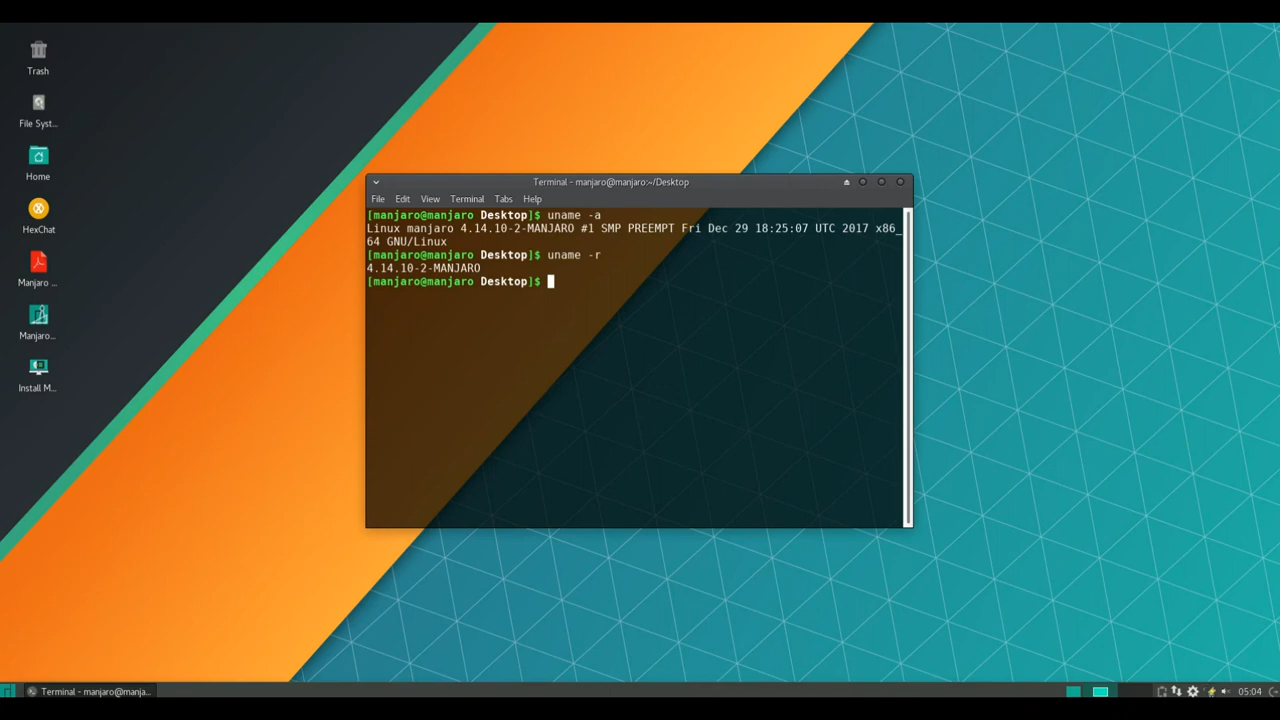 Trash
File Syst...
Home
HexChat
Manjaro ...
Manjaro...
Install M...
Terminal - manjaro@manjaro:~/Desktop
File Edit View Terminal Tabs Help
[manjaro@manjaro Desktop]$ uname -a
Linux manjaro 4.14.10-2-MANJARO #1 SMP PREEMPT Fri Dec 29 18:25:07 UTC 2017 x86_
64 GNU/Linux
[manjaro@manjaro Desktop]$ uname -r
4.14.10-2-MANJARO
[manjaro@manjaro Desktop]$
Terminal - manjaro@manja...
05:04